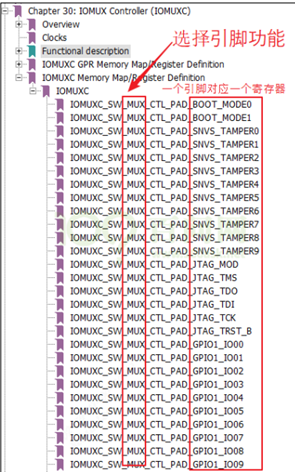 Chapter 30: IOMUX Controller (IOMUXC)
Overview
Clocks
Functional description
IOMUXC GPR Memory Map/Register Definition
IOMUXC Memory Map/Register Definition
IOMUXC
IOMUXC_SW_MUX_CTL_PAD_BOOT_MODE0
IOMUXC_SW_MUX_CTL_PAD_BOOT_MODE1
IOMUXC_SW_MUX_CTL_PAD_SNVS_TAMPER0
IOMUXC_SW_MUX_CTL_PAD_SNVS_TAMPER1
IOMUXC_SW_MUX_CTL_PAD_SNVS_TAMPER2
IOMUXC_SW_MUX_CTL_PAD_SNVS_TAMPER3
IOMUXC_SW_MUX_CTL_PAD_SNVS_TAMPER4
IOMUXC_SW_MUX_CTL_PAD_SNVS_TAMPER5
IOMUXC_SW_MUX_CTL_PAD_SNVS_TAMPER6
IOMUXC_SW_MUX_CTL_PAD_SNVS_TAMPER7
IOMUXC_SW_MUX_CTL_PAD_SNVS_TAMPER8
IOMUXC_SW_MUX_CTL_PAD_SNVS_TAMPER9
IOMUXC_SW_MUX_CTL_PAD_JTAG_MOD
IOMUXC_SW_MUX_CTL_PAD_JTAG_TMS
IOMUXC_SW_MUX_CTL_PAD_JTAG_TDO
IOMUXC_SW_MUX_CTL_PAD_JTAG_TDI
IOMUXC_SW_MUX_CTL_PAD_JTAG_TCK
IOMUXC_SW_MUX_CTL_PAD_JTAG_TRST_B
IOMUXC_SW_MUX_CTL_PAD_GPIO1_IO00
IOMUXC_SW_MUX_CTL_PAD_GPIO1_IO01
IOMUXC_SW_MUX_CTL_PAD_GPIO1_IO02
IOMUXC_SW_MUX_CTL_PAD_GPIO1_IO03
IOMUXC_SW_MUX_CTL_PAD_GPIO1_IO04
IOMUXC_SW_MUX_CTL_PAD_GPIO1_IO05
IOMUXC_SW_MUX_CTL_PAD_GPIO1_IO06
IOMUXC_SW_MUX_CTL_PAD_GPIO1_IO07
IOMUXC_SW_MUX_CTL_PAD_GPIO1_IO08
IOMUXC_SW_MUX_CTL_PAD_GPIO1_IO09
选择引脚功能
一个引脚对应一个寄存器